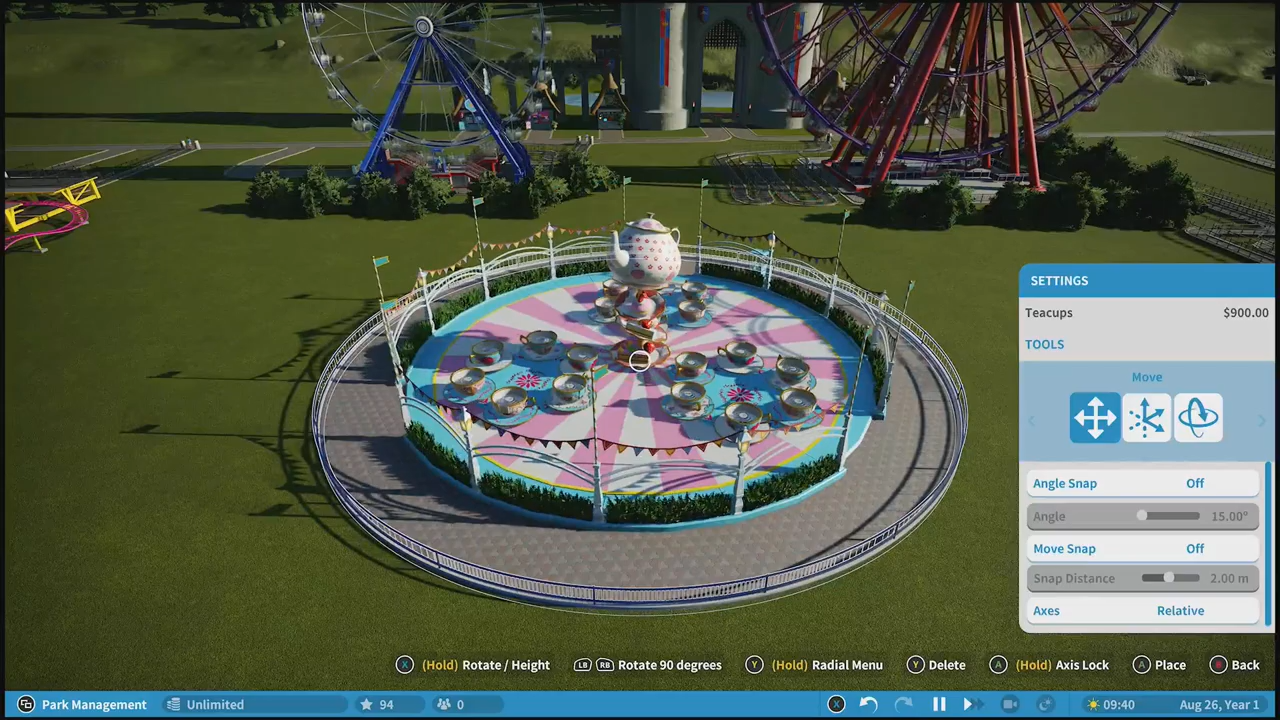 SETTINGS
Teacups $900.00
TOOLS
Move
Angle Snap Off
Angle 15.00°
Move Snap Off
Snap Distance 2.00 m
Axes Relative
X (Hold) Rotate / Height LB RB Rotate 90 degrees Y (Hold) Radial Menu Y Delete A (Hold) Axis Lock A Place B Back
Park Management Unlimited 94 0 X 09:40 Aug 26, Year 1